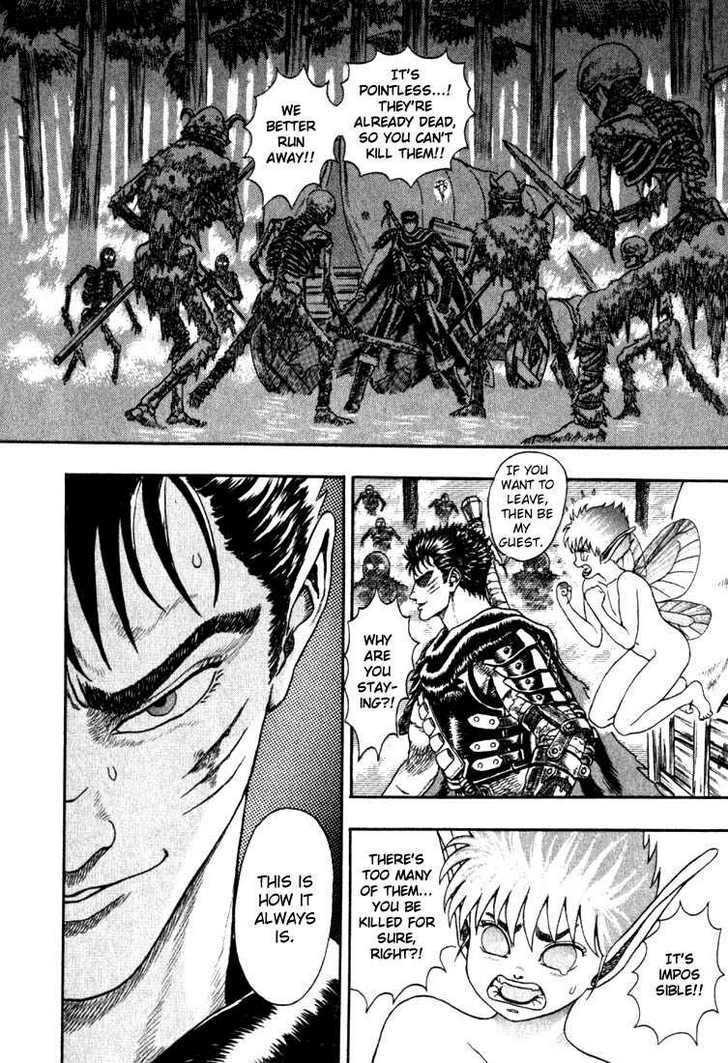 IT'S
POINTLESS...!
THEY'RE
ALREADY DEAD,
SO YOU CAN'T
KILL THEM!!
WE
BETTER
RUN
AWAY!!
IF YOU
WANT TO
LEAVE,
THEN BE
MY
GUEST.
WHY
ARE
YOU
STAY-
ING?!
IT'S
IMPOS
SIBLE!!
THERE'S
TOO MANY
OF THEM...
YOU BE
KILLED FOR
SURE,
RIGHT?!
THIS IS
HOW IT
ALWAYS
IS.